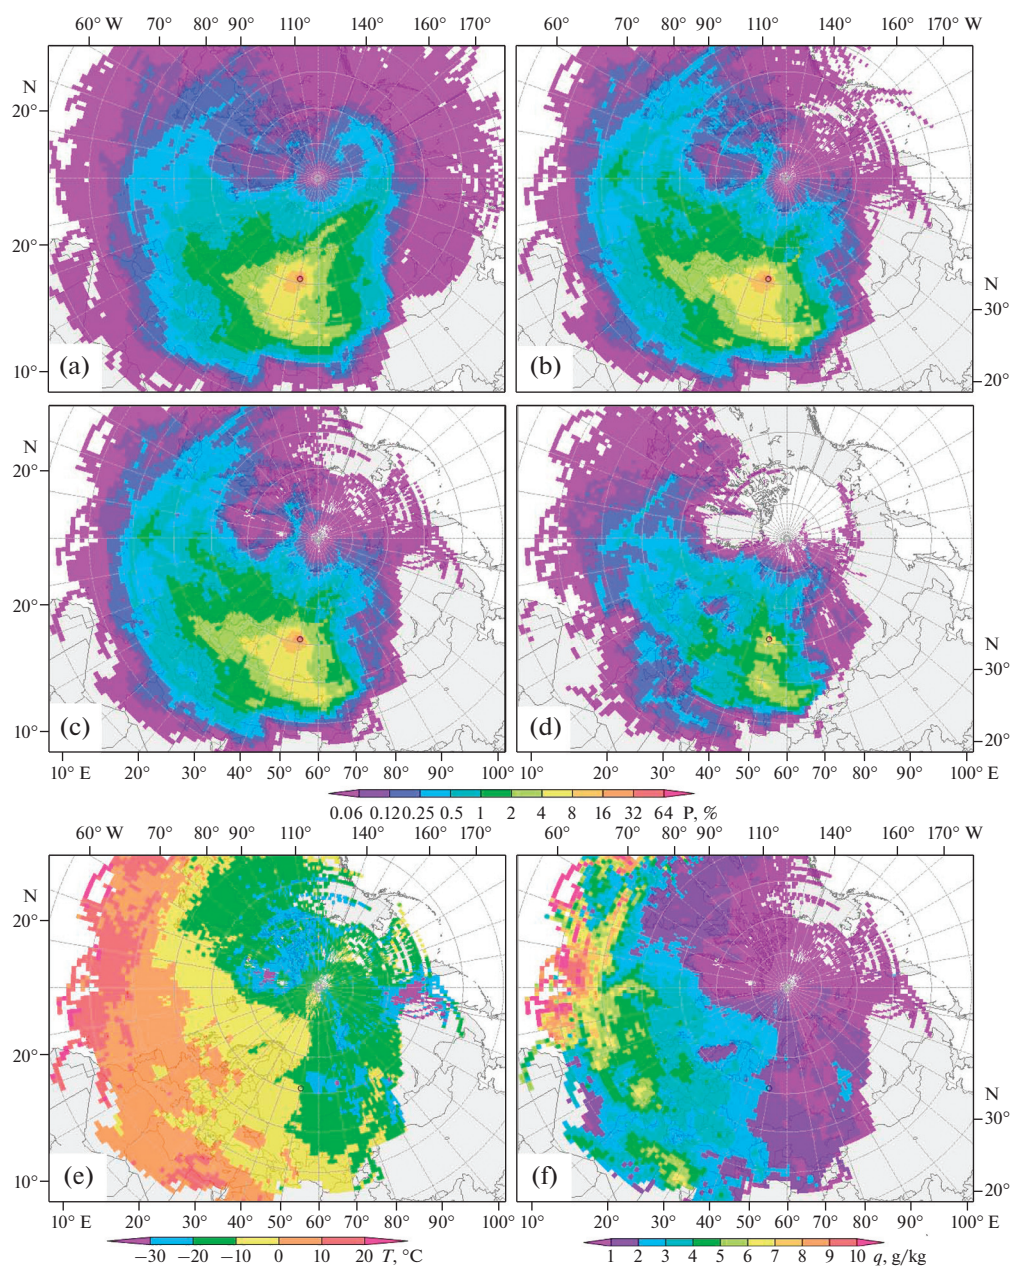 60° W 70° 80° 90° 110° 140° 160° 170° 60° W 70° 80° 90° 110° 140° 160° 170° W
N
20°
20°
N
30°
10°
20°
(a) (b)
N
20°
20°
N
30°
10°
20°
(c) (d)
10° E 20° 30° 40° 50° 60° 70° 80° 90° 100° 10° 20° 30° 50° 60° 70° 80° 90° 100° E
0.06 0.12 0.25 0.5 1 2 4 8 16 32 64 P, %
60° W 70° 80° 90° 110° 140° 160° 170° 60° W 70° 80° 90° 110° 140° 160° 170° W
N
20°
20°
N
30°
10°
20°
(e) (f)
10° E 20° 30° 40° 60° 70° 80° 90° 100° 10° 20° 40° 50° 60° 70° 80° 90° 100° E
−30 −20 −10 0 10 20 T, °C
1 2 3 4 5 6 7 8 9 10 q, g/kg